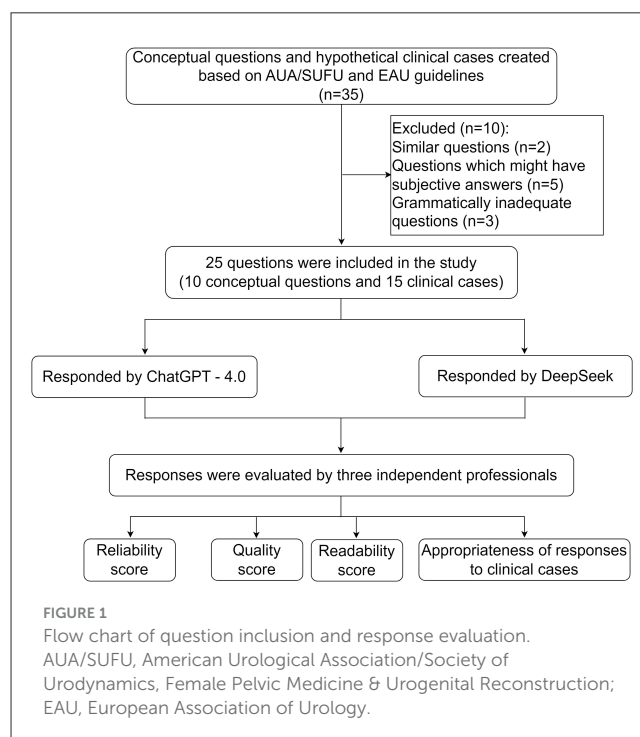 Conceptual questions and hypothetical clinical cases created
based on AUA/SUFU and EAU guidelines
(n=35)
Excluded (n=10):
Similar questions (n=2)
Questions which might have
subjective answers (n=5)
Grammatically inadequate
questions (n=3)
25 questions were included in the study
(10 conceptual questions and 15 clinical cases)
Responded by ChatGPT - 4.0
Responded by DeepSeek
Responses were evaluated by three independent professionals
Reliability
score
Quality
score
Readability
score
Appropriateness of responses
to clinical cases
FIGURE 1
Flow chart of question inclusion and response evaluation.
AUA/SUFU, American Urological Association/Society of
Urodynamics, Female Pelvic Medicine & Urogenital Reconstruction;
EAU, European Association of Urology.